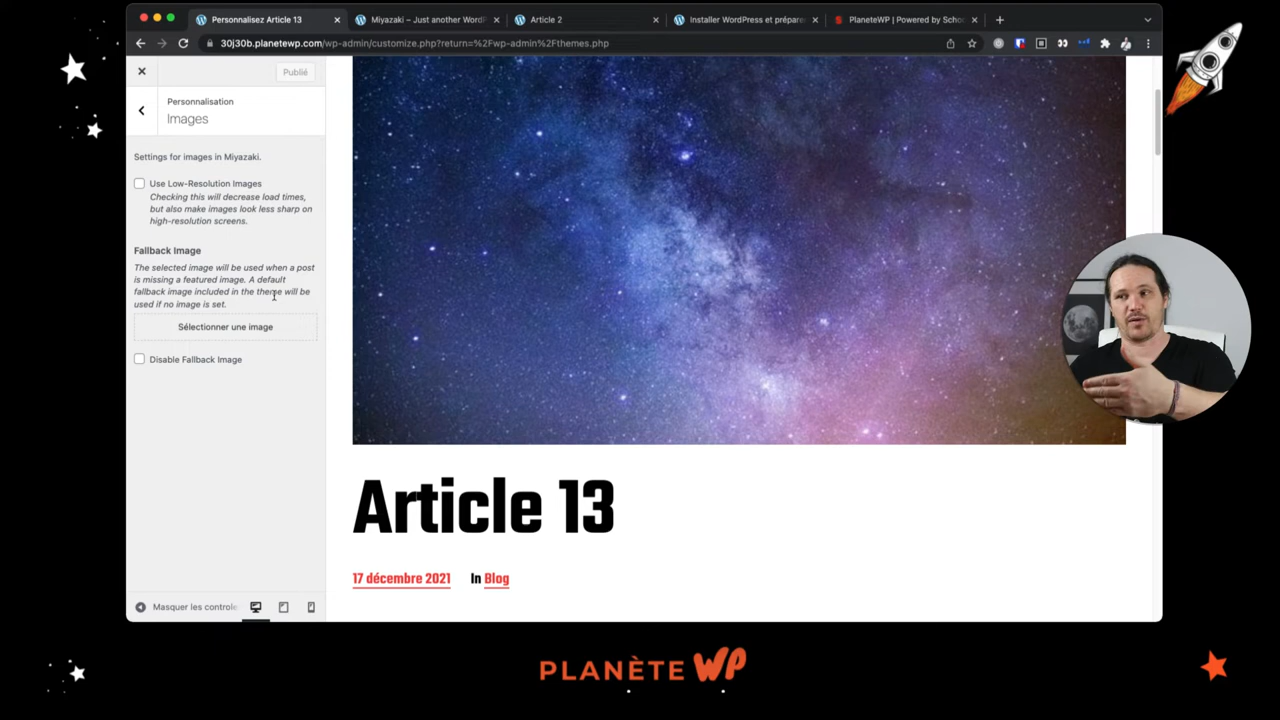 Personnalisez Article 13
Miyazaki – Just another WordP
Article 2
Installer WordPress et prépare
PlaneteWP | Powered by Scho
30j30b.planetewp.com/wp-admin/customize.php?return=%2Fwp-admin%2Fthemes.php
Publié
Personnalisation
Images
Settings for images in Miyazaki.
Use Low-Resolution Images
Checking this will decrease load times,
but also make images look less sharp on
high-resolution screens.
Fallback Image
The selected image will be used when a post
is missing a featured image. A default
fallback image included in the theme will be
used if no image is set.
Sélectionner une image
Disable Fallback Image
Masquer les contrôle
Article 13
17 décembre 2021 In Blog
PLANÈTE WP